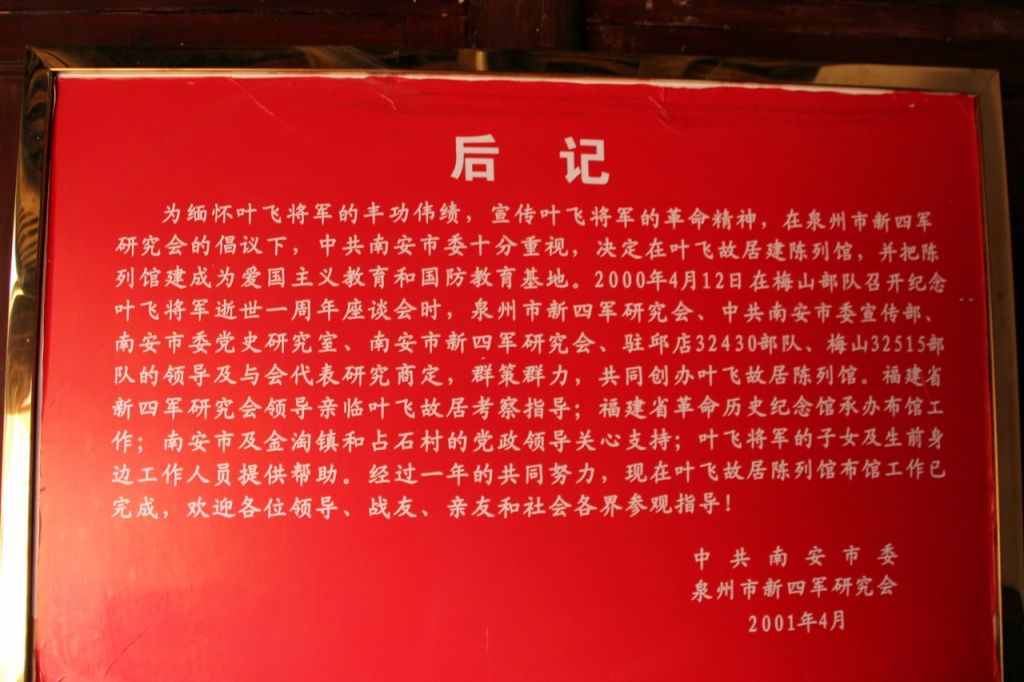 后 记
为缅怀叶飞将军的丰功伟绩，宣传叶飞将军的革命精神，在泉州市新四军
研究会的倡议下，中共南安市委十分重视，决定在叶飞故居建陈列馆，并把陈
列馆建成为爱国主义教育和国防教育基地。2000年4月12日在梅山部队召开纪念
叶飞将军逝世一周年座谈会时，泉州市新四军研究会、中共南安市委宣传部、
南安市委党史研究室、南安市新四军研究会、驻邱店32430部队、梅山32515部
队的领导及与会代表研究商定，群策群力，共同创办叶飞故居陈列馆。福建省
新四军研究会领导亲临叶飞故居考察指导；福建省革命历史纪念馆承办布馆工
作；南安市及金淘镇和占石村的党政领导关心支持；叶飞将军的子女及生前身
边工作人员提供帮助。经过一年的共同努力，现在叶飞故居陈列馆布馆工作已
完成，欢迎各位领导、战友、亲友和社会各界参观指导！
中共南安市委
泉州市新四军研究会
2001年4月